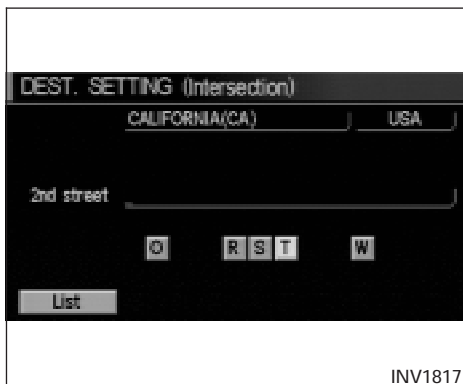 DEST. SETTING (Intersection)
CALIFORNIA(CA) USA
2nd street
O R S T W
List
INV1817